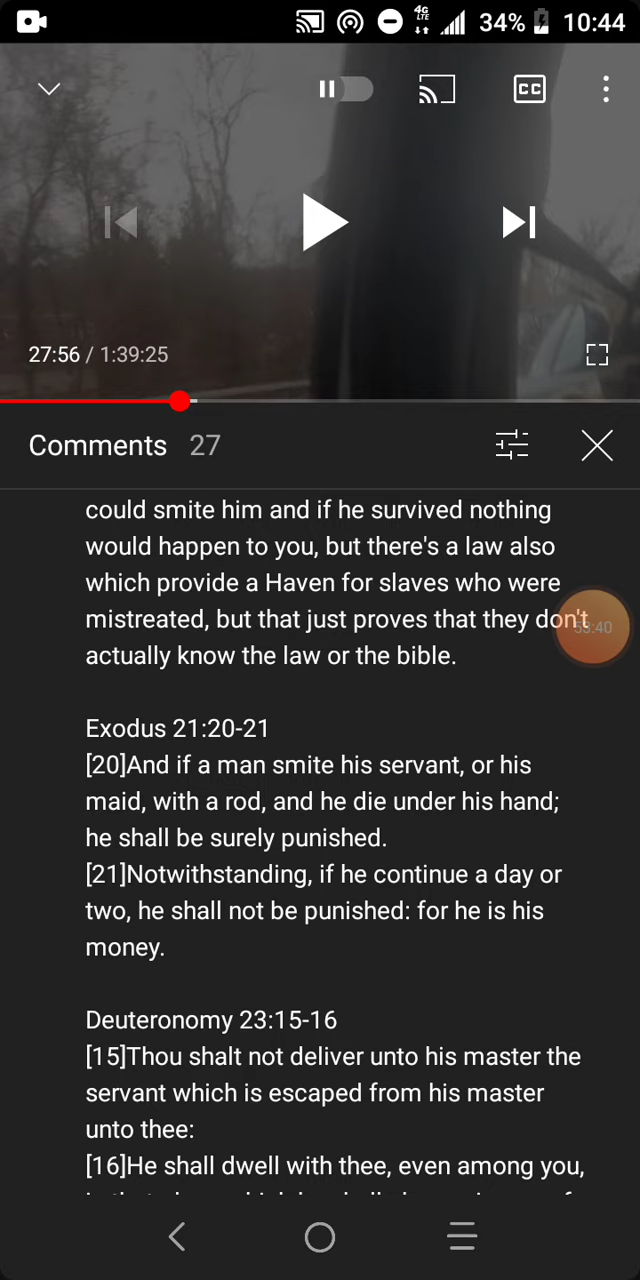 4G
LTE
34%
10:44
CC
27:56 / 1:39:25
Comments 27
could smite him and if he survived nothing
would happen to you, but there's a law also
which provide a Haven for slaves who were
mistreated, but that just proves that they don't
53:40
actually know the law or the bible.
Exodus 21:20-21
[20]And if a man smite his servant, or his
maid, with a rod, and he die under his hand;
he shall be surely punished.
[21]Notwithstanding, if he continue a day or
two, he shall not be punished: for he is his
money.
Deuteronomy 23:15-16
[15]Thou shalt not deliver unto his master the
servant which is escaped from his master
unto thee:
[16]He shall dwell with thee, even among you,